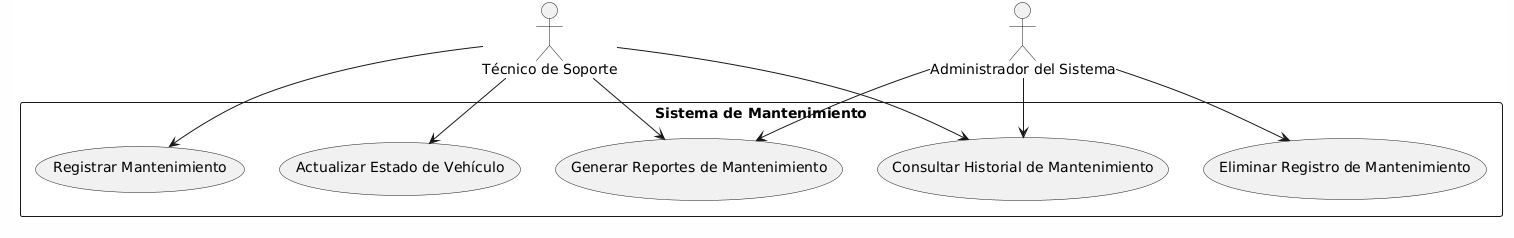 Técnico de Soporte
Administrador del Sistema
Sistema de Mantenimiento
Registrar Mantenimiento
Actualizar Estado de Vehículo
Generar Reportes de Mantenimiento
Consultar Historial de Mantenimiento
Eliminar Registro de Mantenimiento